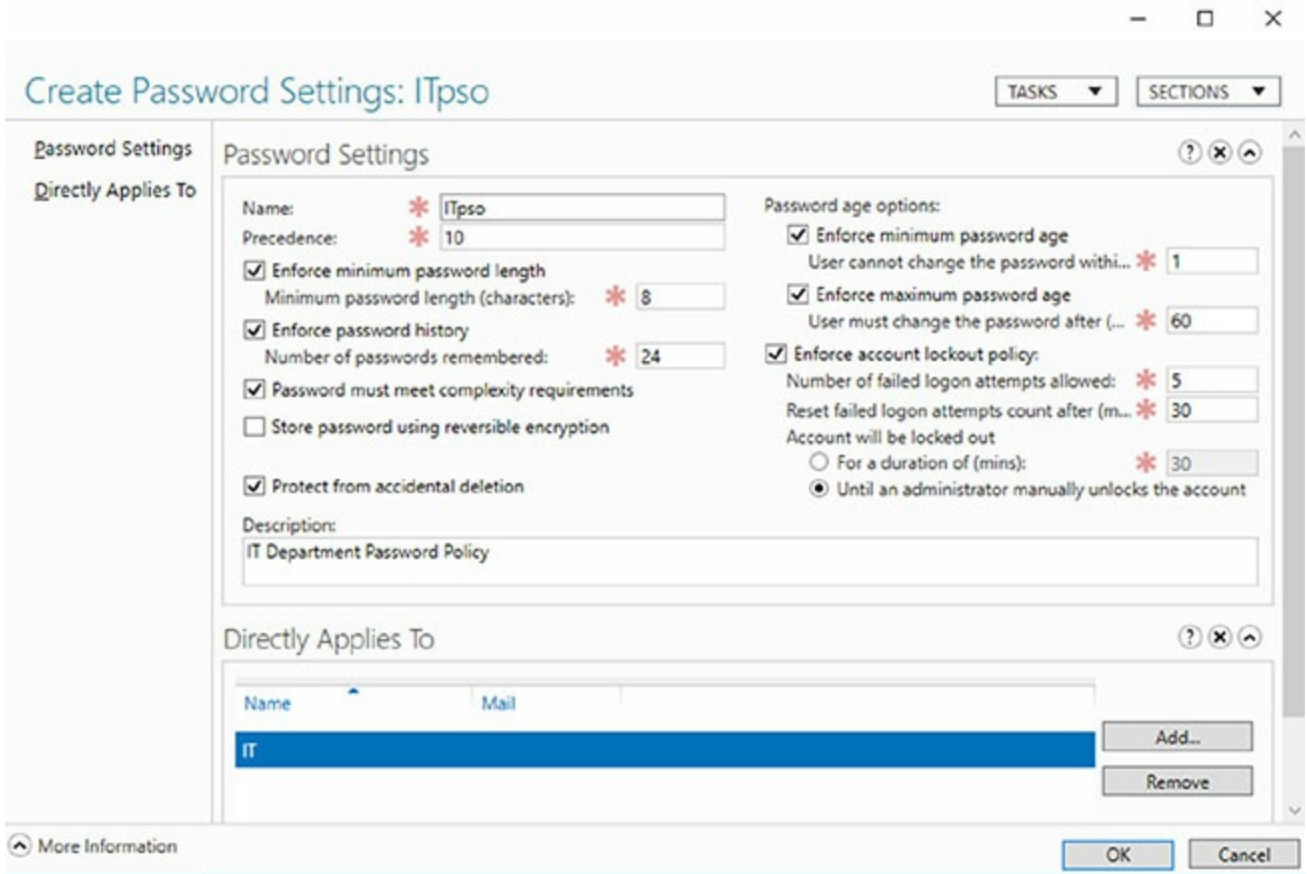 Create Password Settings: ITpso
TASKS
SECTIONS
Password Settings
Directly Applies To
Password Settings
Name: * ITpso
Precedence: * 10
Enforce minimum password length
Minimum password length (characters): * 8
Enforce password history
Number of passwords remembered: * 24
Password must meet complexity requirements
Store password using reversible encryption
Protect from accidental deletion
Password age options:
Enforce minimum password age
User cannot change the password withi... * 1
Enforce maximum password age
User must change the password after (... * 60
Enforce account lockout policy:
Number of failed logon attempts allowed: * 5
Reset failed logon attempts count after (m... * 30
Account will be locked out
For a duration of (mins): * 30
Until an administrator manually unlocks the account
Description:
IT Department Password Policy
Directly Applies To
Name Mail
IT
Add...
Remove
More Information
OK
Cancel